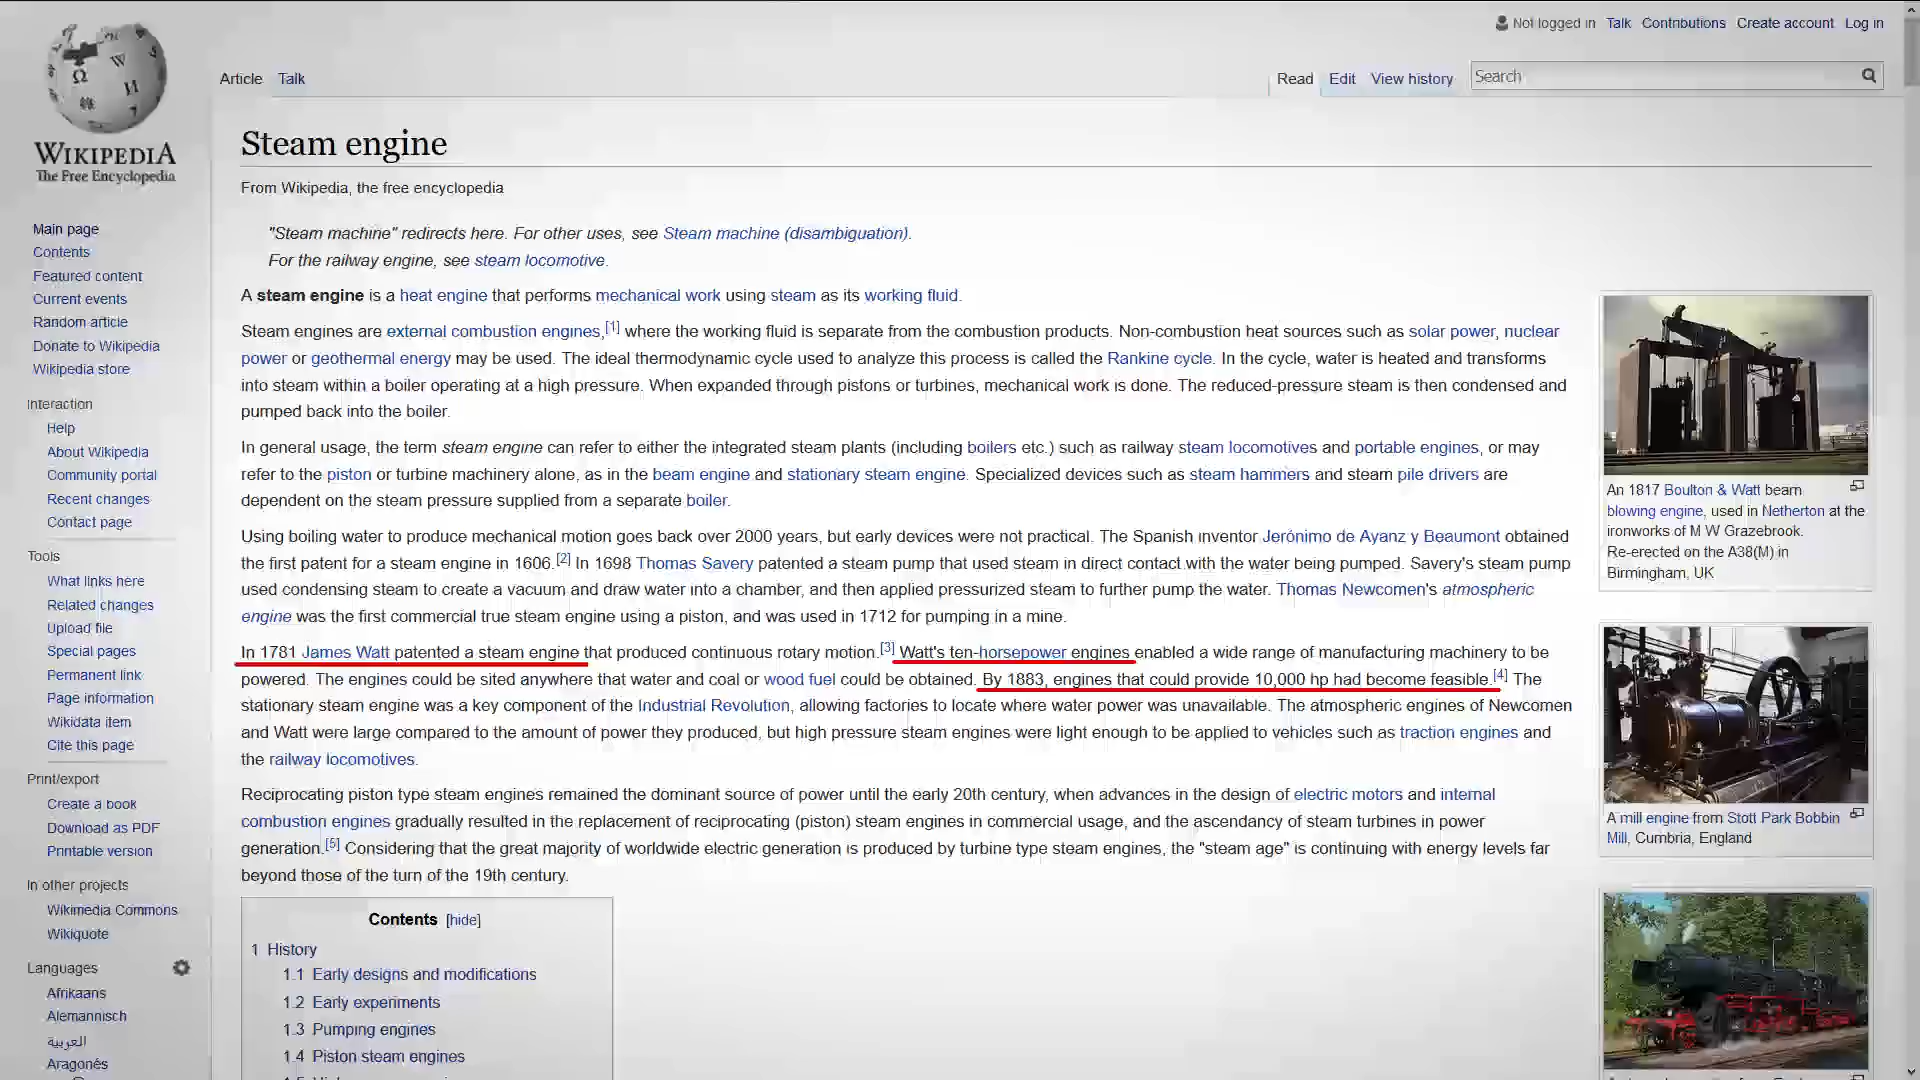 Not logged in Talk Contributions Create account Log in
Article Talk
Read Edit View history
Search
WIKIPEDIA
The Free Encyclopedia
Main page
Contents
Featured content
Current events
Random article
Donate to Wikipedia
Wikipedia store
Interaction
Help
About Wikipedia
Community portal
Recent changes
Contact page
Tools
What links here
Related changes
Upload file
Special pages
Permanent link
Page information
Wikidata item
Cite this page
Print/export
Create a book
Download as PDF
Printable version
In other projects
Wikimedia Commons
Wikiquote
Languages
Afrikaans
Alemannisch
العربية
Aragonés
Steam engine
From Wikipedia, the free encyclopedia
"Steam machine" redirects here. For other uses, see Steam machine (disambiguation).
For the railway engine, see steam locomotive.
A steam engine is a heat engine that performs mechanical work using steam as its working fluid.
Steam engines are external combustion engines,[1] where the working fluid is separate from the combustion products. Non-combustion heat sources such as solar power, nuclear
power or geothermal energy may be used. The ideal thermodynamic cycle used to analyze this process is called the Rankine cycle. In the cycle, water is heated and transforms
into steam within a boiler operating at a high pressure. When expanded through pistons or turbines, mechanical work is done. The reduced-pressure steam is then condensed and
pumped back into the boiler.
In general usage, the term steam engine can refer to either the integrated steam plants (including boilers etc.) such as railway steam locomotives and portable engines, or may
refer to the piston or turbine machinery alone, as in the beam engine and stationary steam engine. Specialized devices such as steam hammers and steam pile drivers are
dependent on the steam pressure supplied from a separate boiler.
Using boiling water to produce mechanical motion goes back over 2000 years, but early devices were not practical. The Spanish inventor Jerónimo de Ayanz y Beaumont obtained
the first patent for a steam engine in 1606.[2] In 1698 Thomas Savery patented a steam pump that used steam in direct contact with the water being pumped. Savery's steam pump
used condensing steam to create a vacuum and draw water into a chamber, and then applied pressurized steam to further pump the water. Thomas Newcomen's atmospheric
engine was the first commercial true steam engine using a piston, and was used in 1712 for pumping in a mine.
In 1781 James Watt patented a steam engine that produced continuous rotary motion.[3] Watt's ten-horsepower engines enabled a wide range of manufacturing machinery to be
powered. The engines could be sited anywhere that water and coal or wood fuel could be obtained. By 1883, engines that could provide 10,000 hp had become feasible.[4] The
stationary steam engine was a key component of the Industrial Revolution, allowing factories to locate where water power was unavailable. The atmospheric engines of Newcomen
and Watt were large compared to the amount of power they produced, but high pressure steam engines were light enough to be applied to vehicles such as traction engines and
the railway locomotives.
Reciprocating piston type steam engines remained the dominant source of power until the early 20th century, when advances in the design of electric motors and internal
combustion engines gradually resulted in the replacement of reciprocating (piston) steam engines in commercial usage, and the ascendancy of steam turbines in power
generation.[5] Considering that the great majority of worldwide electric generation is produced by turbine type steam engines, the "steam age" is continuing with energy levels far
beyond those of the turn of the 19th century.
Contents [hide]
1 History
1.1 Early designs and modifications
1.2 Early experiments
1.3 Pumping engines
1.4 Piston steam engines
An 1817 Boulton & Watt beam
blowing engine, used in Netherton at the
ironworks of M W Grazebrook.
Re-erected on the A38(M) in
Birmingham, UK
A mill engine from Stott Park Bobbin
Mill, Cumbria, England